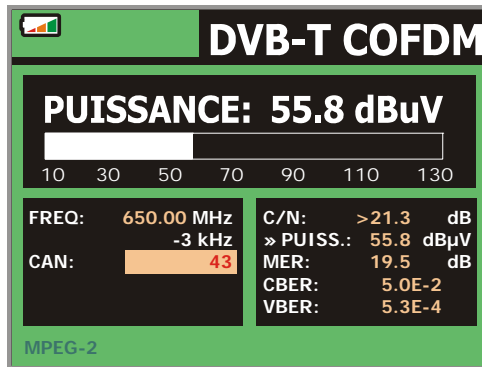 DVB-T COFDM
PUISSANCE: 55.8 dBuV
10 30 50 70 90 110 130
FREQ: 650.00 MHz
-3 kHz
CAN: 43
C/N: >21.3 dB
» PUISS.: 55.8 dBµV
MER: 19.5 dB
CBER: 5.0E-2
VBER: 5.3E-4
MPEG-2